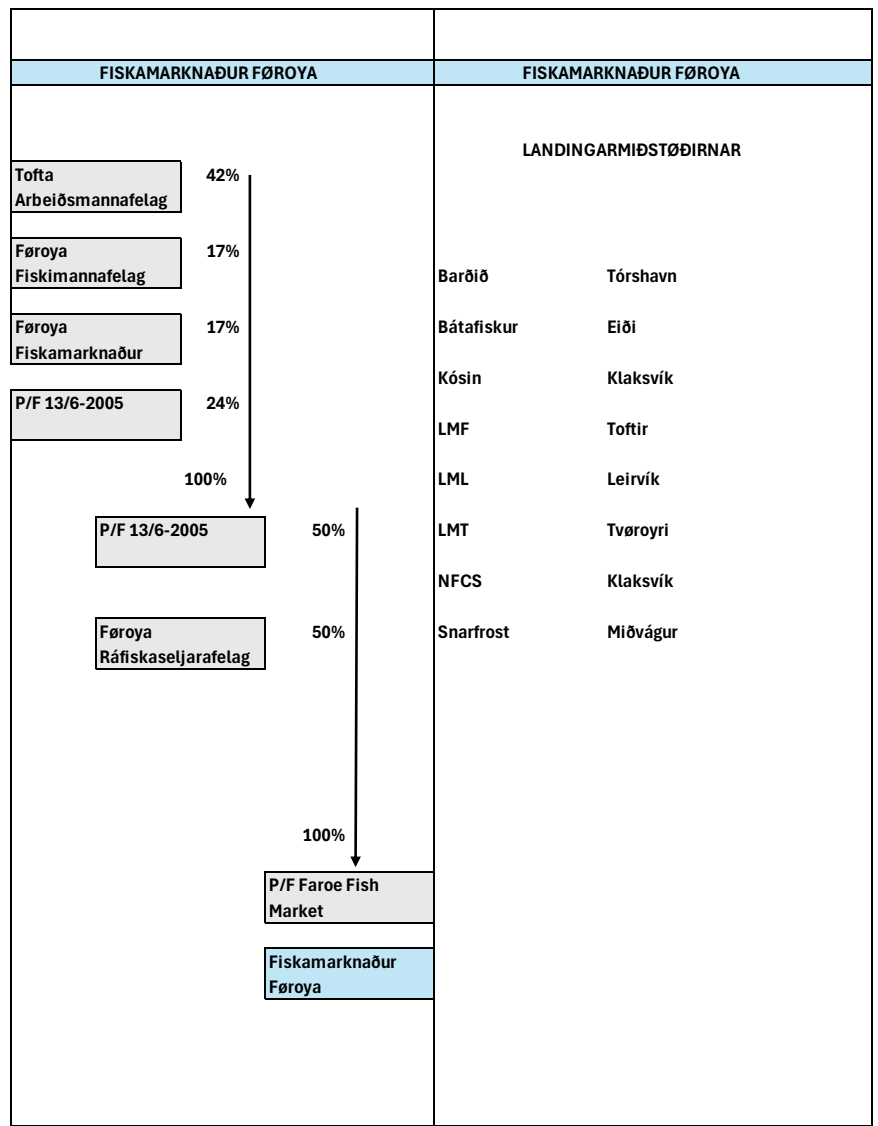 FISKAMARKNAÐUR FØROYA
Tofta 42%
Arbeiðsmannafelag
Føroya 17%
Fiskimannafelag
Føroya 17%
Fiskamarknaður
P/F 13/6-2005 24%
100%
P/F 13/6-2005 50%
Føroya 50%
Ráfiskaseljarafelag
100%
P/F Faroe Fish
Market
Fiskamarknaður
Føroya
FISKAMARKNAÐUR FØROYA
LANDINGARMIÐSTØÐIRNAR
Barðið Tórshavn
Bátafiskur Eiði
Kósin Klaksvík
LMF Toftir
LML Leirvík
LMT Tvøroyri
NFCS Klaksvík
Snarfrost Miðvágur